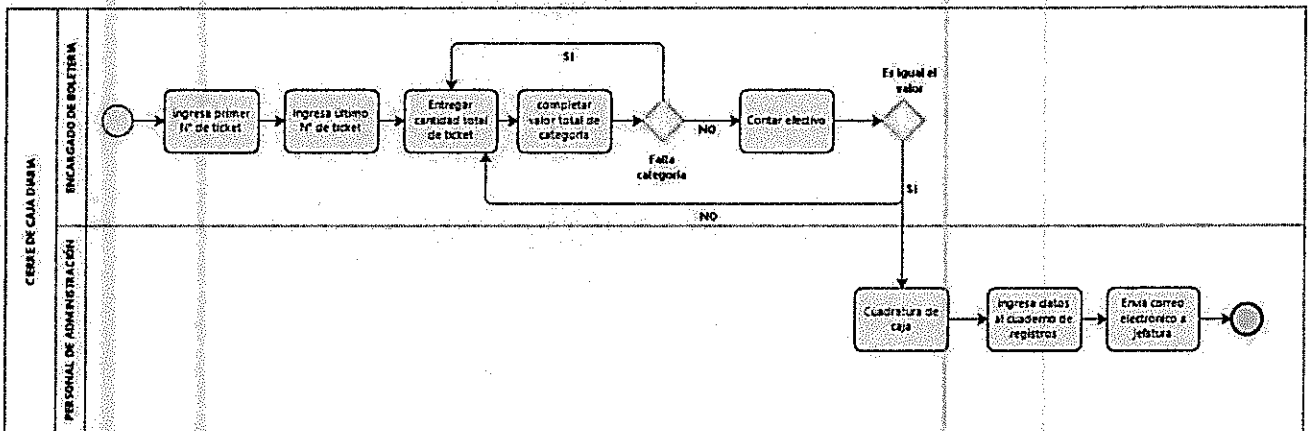 CIERRE DE CAJA DIARIA
ENCARGADO DE BOLETERIA
Ingresa primer
N° de ticket
Ingresa último
N° de ticket
Entregar
cantidad total
de ticket
completar
valor total de
categoría
SI
Falta
categoría
NO
Contar efectivo
Es igual el
valor
SI
NO
PERSONAL DE ADMINISTRACIÓN
Cuadratura de
caja
Ingresa datos
al cuaderno de
registros
Envia correo
electrónico a
Jefatura